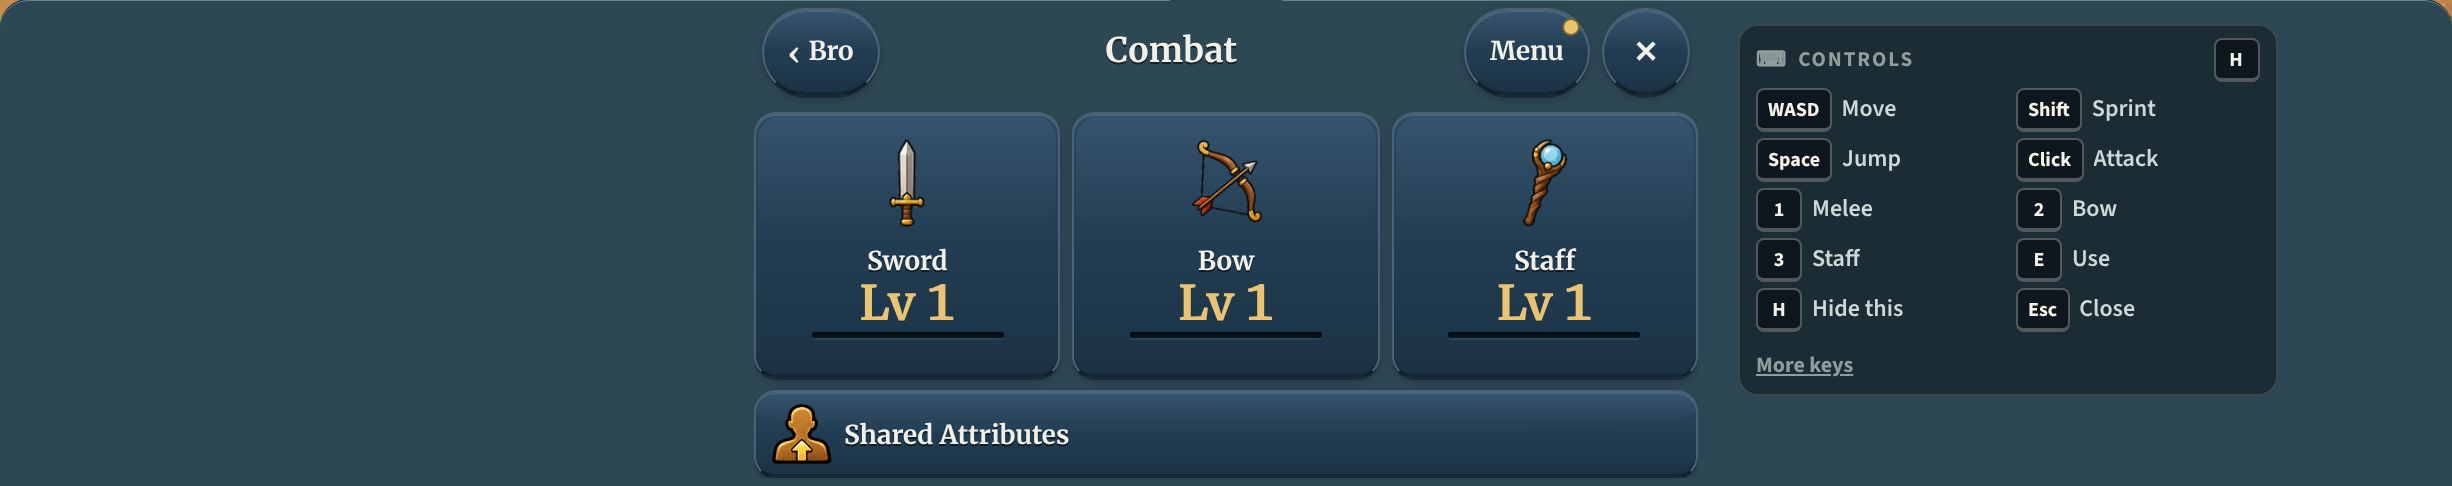 ‹ Bro
Combat
Menu
×
Sword
Lv 1
Bow
Lv 1
Staff
Lv 1
Shared Attributes
CONTROLS
H
WASD Move
Shift Sprint
Space Jump
Click Attack
1 Melee
2 Bow
3 Staff
E Use
H Hide this
Esc Close
More keys